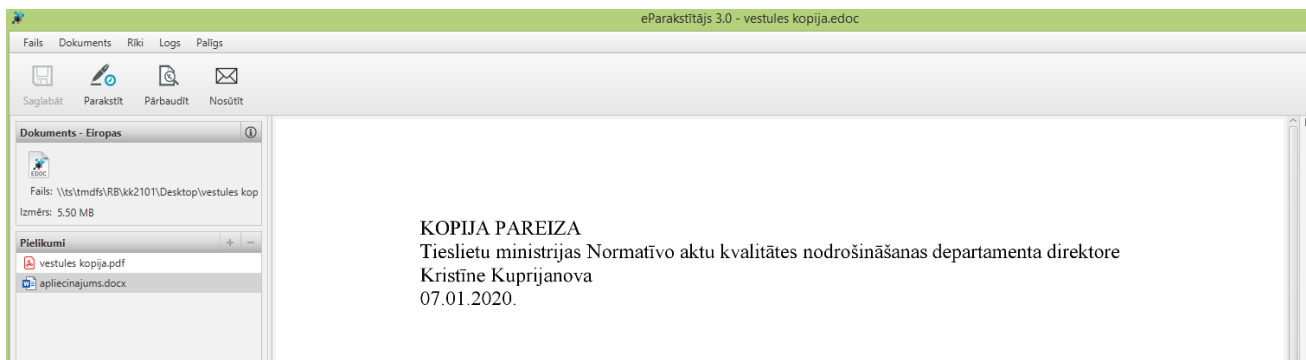 eParakstītājs 3.0 - vestules kopija.edoc
Fails Dokuments Rīki Logs Palīgs
Saglabāt Parakstīt Pārbaudīt Nosūtīt
Dokuments - Eiropas
EDOC
Fails: \\ts\tmdfs\RB\kk2101\Desktop\vestules kop
Izmērs: 5.50 MB
Pielikumi + -
vestules kopija.pdf
apliecinajums.docx
KOPIJA PAREIZA
Tieslietu ministrijas Normatīvo aktu kvalitātes nodrošināšanas departamenta direktore
Kristīne Kuprijanova
07.01.2020.